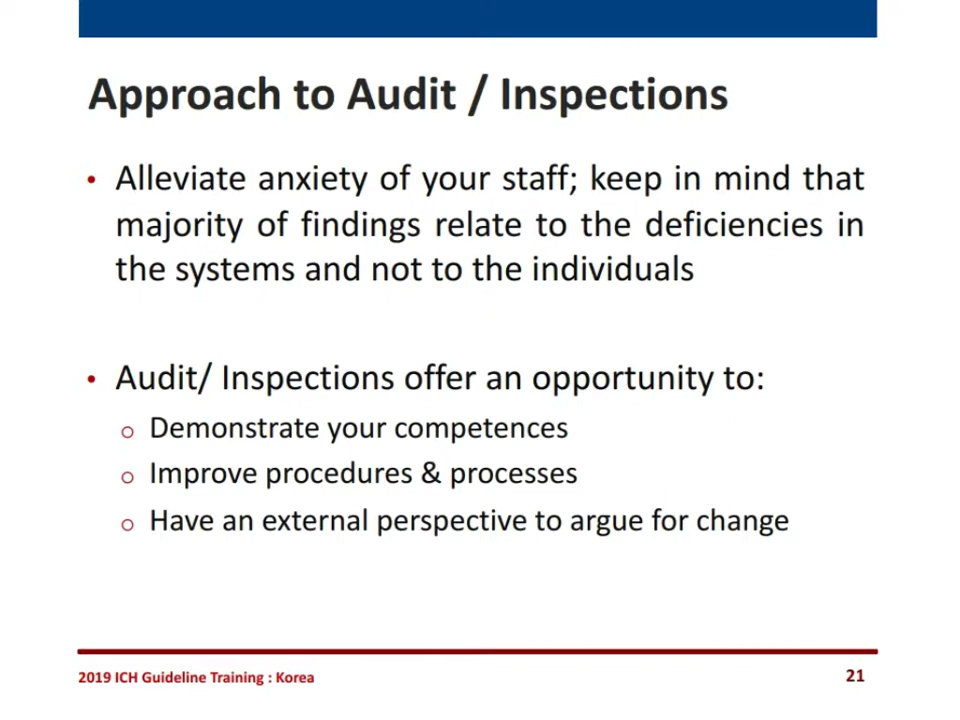 Approach to Audit / Inspections
• Alleviate anxiety of your staff; keep in mind that
majority of findings relate to the deficiencies in
the systems and not to the individuals
• Audit/ Inspections offer an opportunity to:
o Demonstrate your competences
o Improve procedures & processes
o Have an external perspective to argue for change
2019 ICH Guideline Training : Korea
21